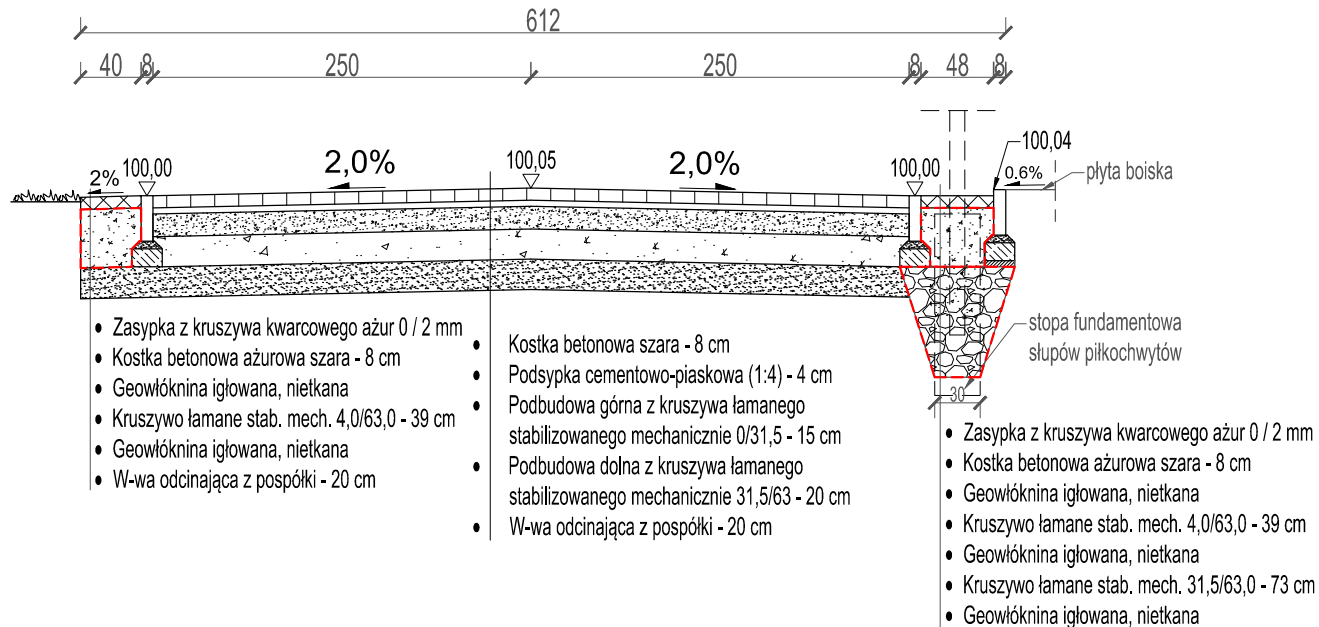 612
40 8 250 250 8 48 8
100,00 2,0% 100,05 2,0% 100,00 100,04
2% 0.6%
płyta boiska
stopa fundamentowa
słupów piłkochwytów
30
• Zasypka z kruszywa kwarcowego ażur 0 / 2 mm
• Kostka betonowa ażurowa szara - 8 cm
• Geowłóknina igłowana, nietkana
• Kruszywo łamane stab. mech. 4,0/63,0 - 39 cm
• Geowłóknina igłowana, nietkana
• W-wa odcinająca z pospółki - 20 cm
• Kostka betonowa szara - 8 cm
• Podsypka cementowo-piaskowa (1:4) - 4 cm
• Podbudowa górna z kruszywa łamanego
stabilizowanego mechanicznie 0/31,5 - 15 cm
• Podbudowa dolna z kruszywa łamanego
stabilizowanego mechanicznie 31,5/63 - 20 cm
• W-wa odcinająca z pospółki - 20 cm
• Zasypka z kruszywa kwarcowego ażur 0 / 2 mm
• Kostka betonowa ażurowa szara - 8 cm
• Geowłóknina igłowana, nietkana
• Kruszywo łamane stab. mech. 4,0/63,0 - 39 cm
• Geowłóknina igłowana, nietkana
• Kruszywo łamane stab. mech. 31,5/63,0 - 73 cm
• Geowłóknina igłowana, nietkana